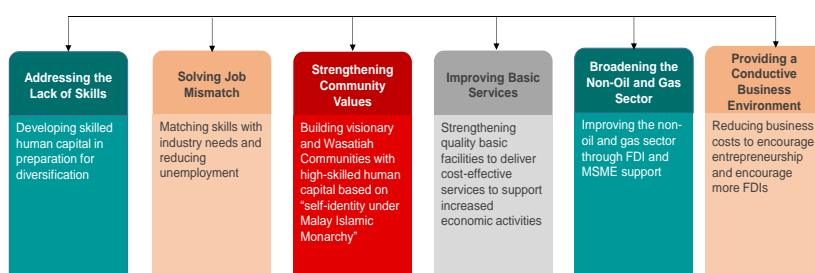 Addressing the
Lack of Skills
Developing skilled
human capital in
preparation for
diversification
Solving Job
Mismatch
Matching skills with
industry needs and
reducing
unemployment
Strengthening
Community
Values
Building visionary
and Wasatiah
Communities with
high-skilled human
capital based on
“self-identity under
Malay Islamic
Monarchy”
Improving Basic
Services
Strengthening
quality basic
facilities to deliver
cost-effective
services to support
increased
economic activities
Broadening the
Non-Oil and Gas
Sector
Improving the non-
oil and gas sector
through FDI and
MSME support
Providing a
Conductive
Business
Environment
Reducing business
costs to encourage
entrepreneurship
and encourage
more FDIs